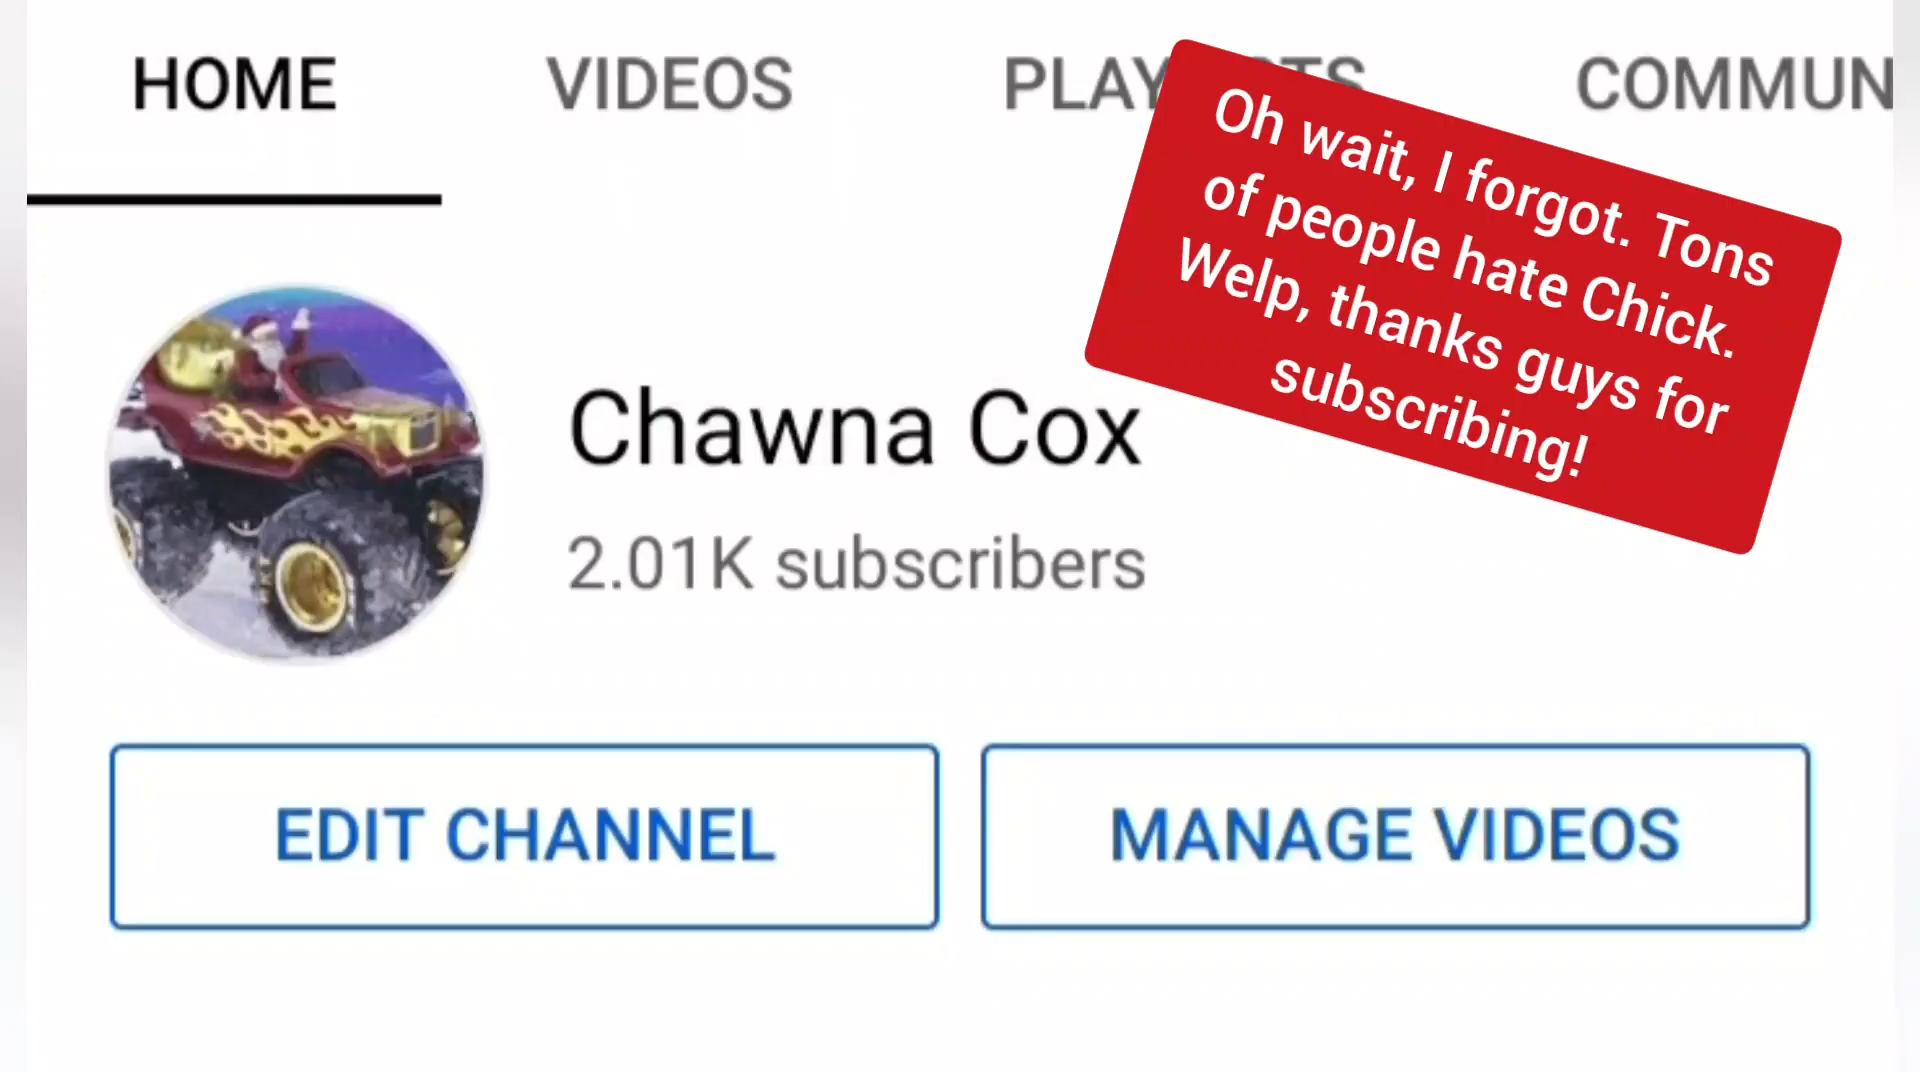 HOME
VIDEOS
COMMUN
Oh wait, I forgot. Tons
of people hate Chick.
Welp, thanks guys for
subscribing!
Chawna Cox
2.01K subscribers
EDIT CHANNEL
MANAGE VIDEOS